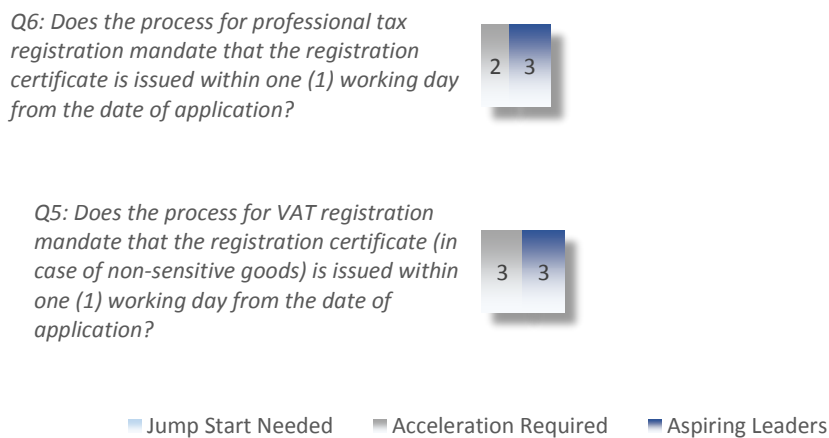 Q6: Does the process for professional tax
registration mandate that the registration
certificate is issued within one (1) working day
from the date of application?
2 3
Q5: Does the process for VAT registration
mandate that the registration certificate (in
case of non-sensitive goods) is issued within
one (1) working day from the date of
application?
3 3
Jump Start Needed Acceleration Required Aspiring Leaders